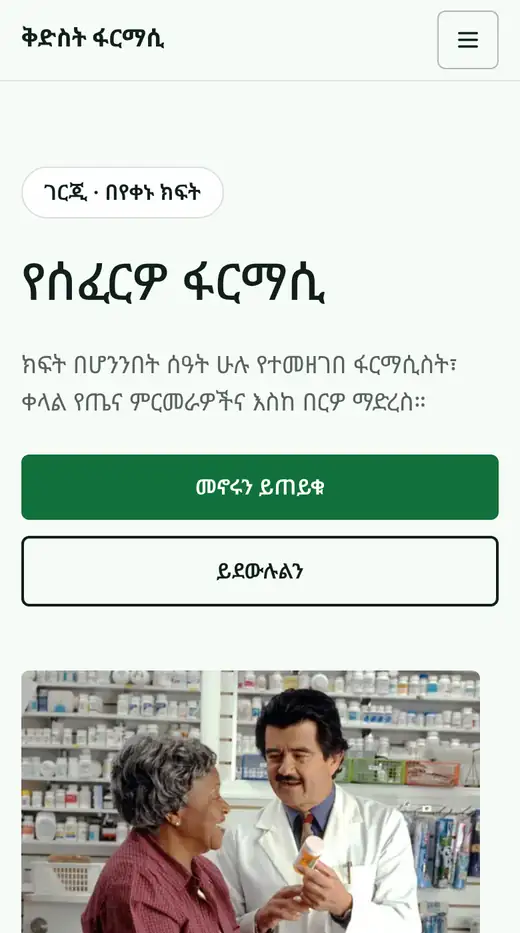 ቅድስት ፋርማሲ
ገርጂ · በየቀኑ ክፍት
የሰፈርዎ ፋርማሲ
ክፍት በሆንንበት ሰዓት ሁሉ የተመዘገበ ፋርማሲስት፣
ቀላል የጤና ምርመራዎችና እስከ በርዎ ማድረስ።
መኖሩን ይጠይቁ
ይደውሉልን